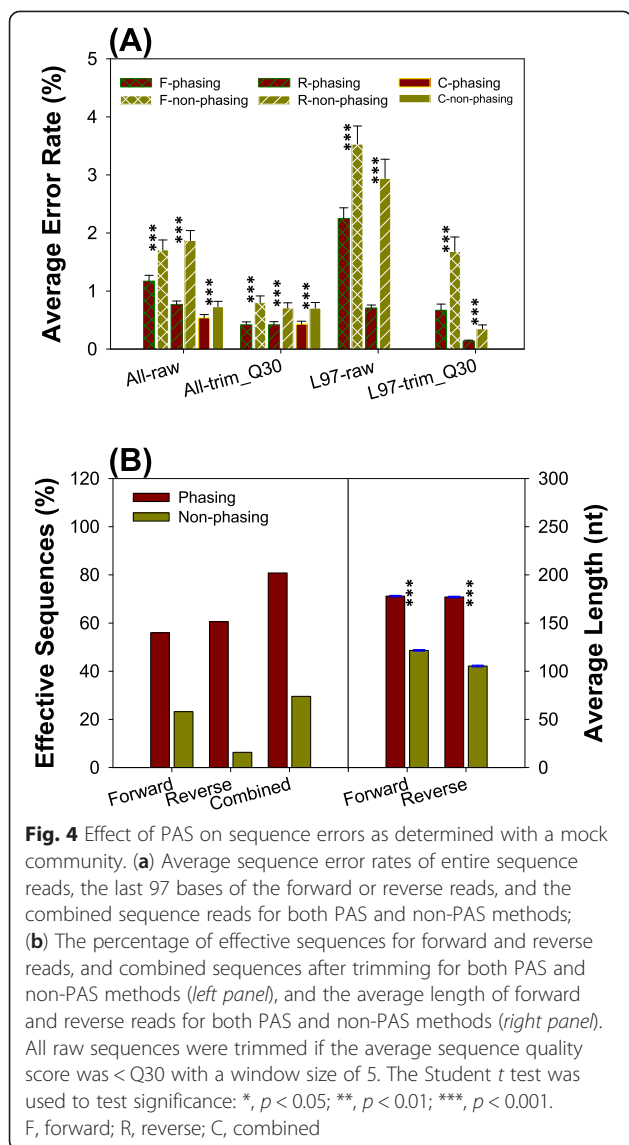 (A)
Average Error Rate (%)
5
4
3
2
1
0
F-phasing
R-phasing
C-phasing
F-non-phasing
R-non-phasing
C-non-phasing
***
***
***
***
***
***
***
***
***
***
All-raw
All-trim_Q30
L97-raw
L97-trim_Q30
(B)
Effective Sequences (%)
120
100
80
60
40
20
0
Phasing
Non-phasing
Forward
Reverse
Combined
***
***
Forward
Reverse
300
250
200
150
100
50
0
Average Length (nt)
Fig. 4 Effect of PAS on sequence errors as determined with a mock
community. (a) Average sequence error rates of entire sequence
reads, the last 97 bases of the forward or reverse reads, and the
combined sequence reads for both PAS and non-PAS methods;
(b) The percentage of effective sequences for forward and reverse
reads, and combined sequences after trimming for both PAS and
non-PAS methods (left panel), and the average length of forward
and reverse reads for both PAS and non-PAS methods (right panel).
All raw sequences were trimmed if the average sequence quality
score was < Q30 with a window size of 5. The Student t test was
used to test significance: *, p < 0.05; **, p < 0.01; ***, p < 0.001.
F, forward; R, reverse; C, combined